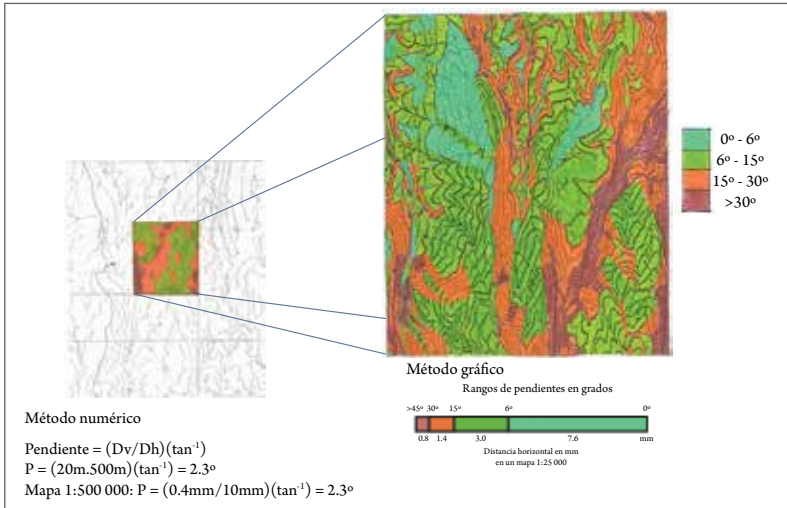 0º - 6º
6º - 15º
15º - 30º
>30º
Método gráfico
Rangos de pendientes en grados
>45º 30º 15º 6º 0º
0.8 1.4 3.0 7.6 mm
Distancia horizontal en mm
en un mapa 1:25 000
Método numérico
Pendiente = (Dv/Dh)(tan⁻¹)
P = (20m.500m)(tan⁻¹) = 2.3º
Mapa 1:500 000: P = (0.4mm/10mm)(tan⁻¹) = 2.3º